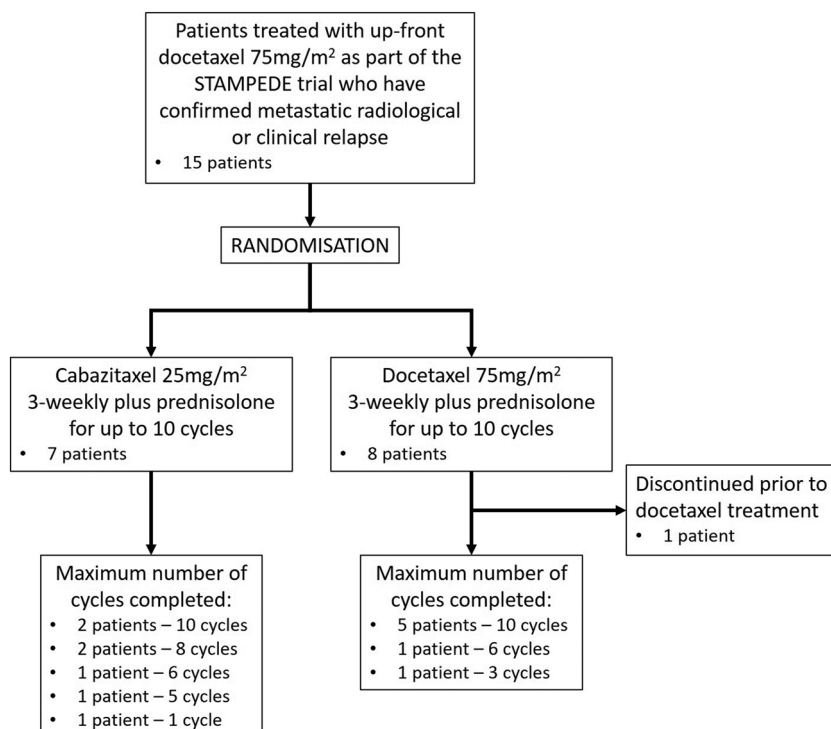 Patients treated with up-front
docetaxel 75mg/m² as part of the
STAMPEDE trial who have
confirmed metastatic radiological
or clinical relapse
• 15 patients
RANDOMISATION
Cabazitaxel 25mg/m²
3-weekly plus prednisolone
for up to 10 cycles
• 7 patients
Docetaxel 75mg/m²
3-weekly plus prednisolone
for up to 10 cycles
• 8 patients
Discontinued prior to
docetaxel treatment
• 1 patient
Maximum number of
cycles completed:
• 2 patients – 10 cycles
• 2 patients – 8 cycles
• 1 patient – 6 cycles
• 1 patient – 5 cycles
• 1 patient – 1 cycle
Maximum number of
cycles completed:
• 5 patients – 10 cycles
• 1 patient – 6 cycles
• 1 patient – 3 cycles